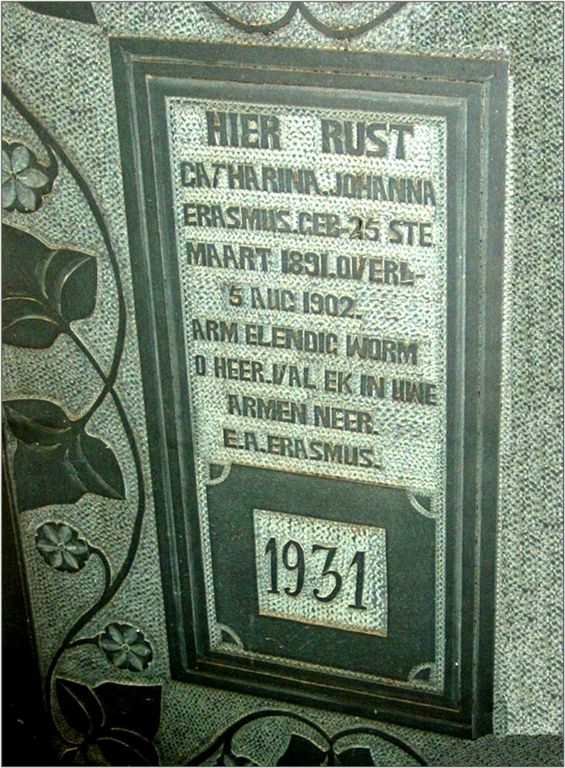 HIER RUST
CATHARINA.JOHANNA
ERASMUS.GEB-25 STE
MAART 1891.OVERL-
5 AUG 1902.
ARM ELENDIG WORM
O HEER.VAL EK IN UWE
ARMEN NEER.
E.A.ERASMUS.
1931